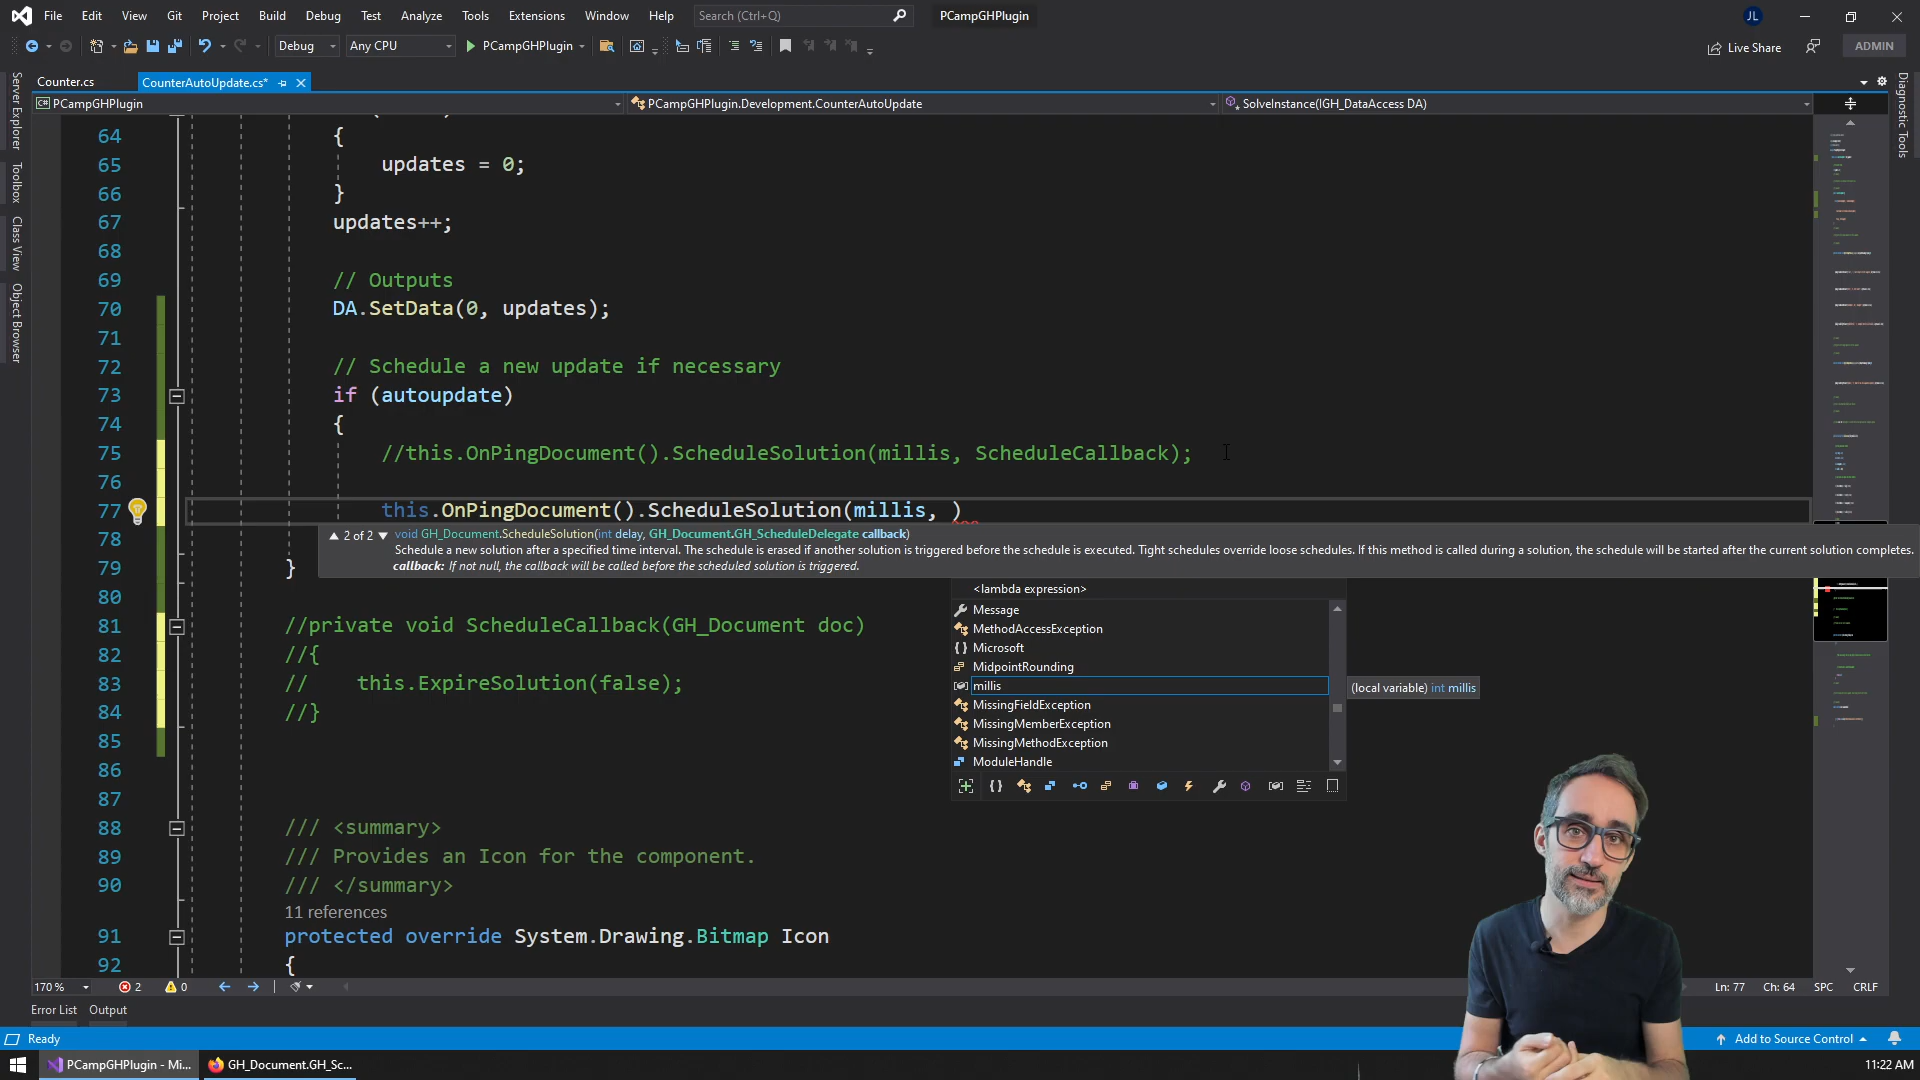 File Edit View Git Project Build Debug Test Analyze Tools Extensions Window Help Search (Ctrl+Q) PCampGHPlugin JL
Debug Any CPU PCampGHPlugin Live Share ADMIN
Counter.cs CounterAutoUpdate.cs*
PCampGHPlugin PCampGHPlugin.Development.CounterAutoUpdate SolveInstance(IGH_DataAccess DA)
Server Explorer
Toolbox
Class View
Object Browser
Diagnostic Tools
64 {
65 updates = 0;
66 }
67 updates++;
68
69 // Outputs
70 DA.SetData(0, updates);
71
72 // Schedule a new update if necessary
73 if (autoupdate)
74 {
75 //this.OnPingDocument().ScheduleSolution(millis, ScheduleCallback);
76
77 this.OnPingDocument().ScheduleSolution(millis, )
78
▲ 2 of 2 ▼ void GH_Document.ScheduleSolution(int delay, GH_Document.GH_ScheduleDelegate callback)
Schedule a new solution after a specified time interval. The schedule is erased if another solution is triggered before the schedule is executed. Tight schedules override loose schedules. If this method is called during a solution, the schedule will be started after the current solution completes.
callback: If not null, the callback will be called before the scheduled solution is triggered.
79 }
80
<lambda expression>
Message
MethodAccessException
Microsoft
MidpointRounding
millis
(local variable) int millis
MissingFieldException
MissingMemberException
MissingMethodException
ModuleHandle
81 //private void ScheduleCallback(GH_Document doc)
82 //{
83 // this.ExpireSolution(false);
84 //}
85
86
87
88 /// <summary>
89 /// Provides an Icon for the component.
90 /// </summary>
11 references
91 protected override System.Drawing.Bitmap Icon
92 {
170 % 2 0 Ln: 77 Ch: 64 SPC CRLF
Error List Output
Ready Add to Source Control
PCampGHPlugin - Mi... GH_Document.GH_Sc... 11:22 AM